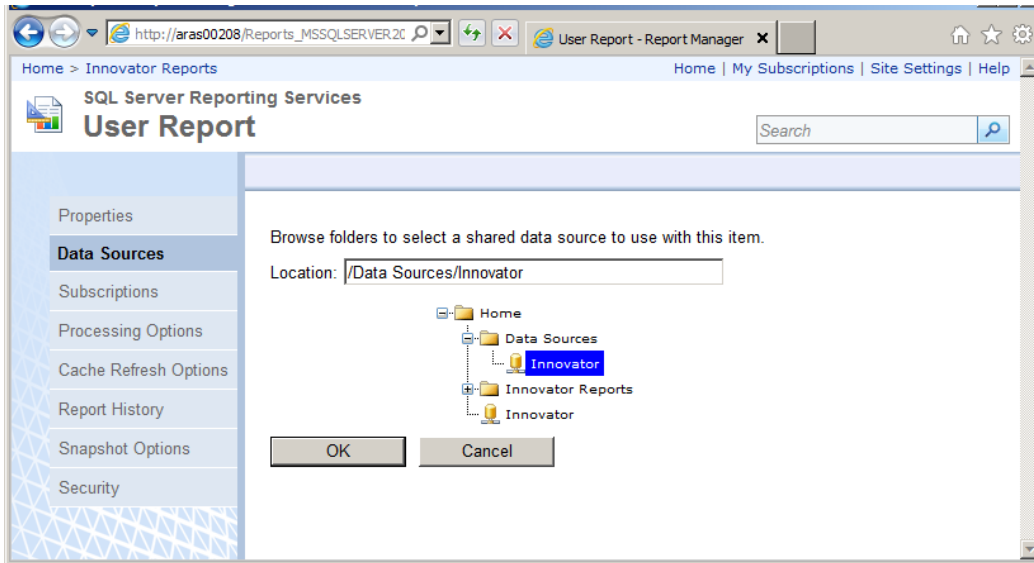 http://aras00208/Reports_MSSQLSERVER20
User Report - Report Manager
Home > Innovator Reports
Home | My Subscriptions | Site Settings | Help
SQL Server Reporting Services
User Report
Search
Properties
Data Sources
Subscriptions
Processing Options
Cache Refresh Options
Report History
Snapshot Options
Security
Browse folders to select a shared data source to use with this item.
Location: /Data Sources/Innovator
Home
Data Sources
Innovator
Innovator Reports
Innovator
OK Cancel